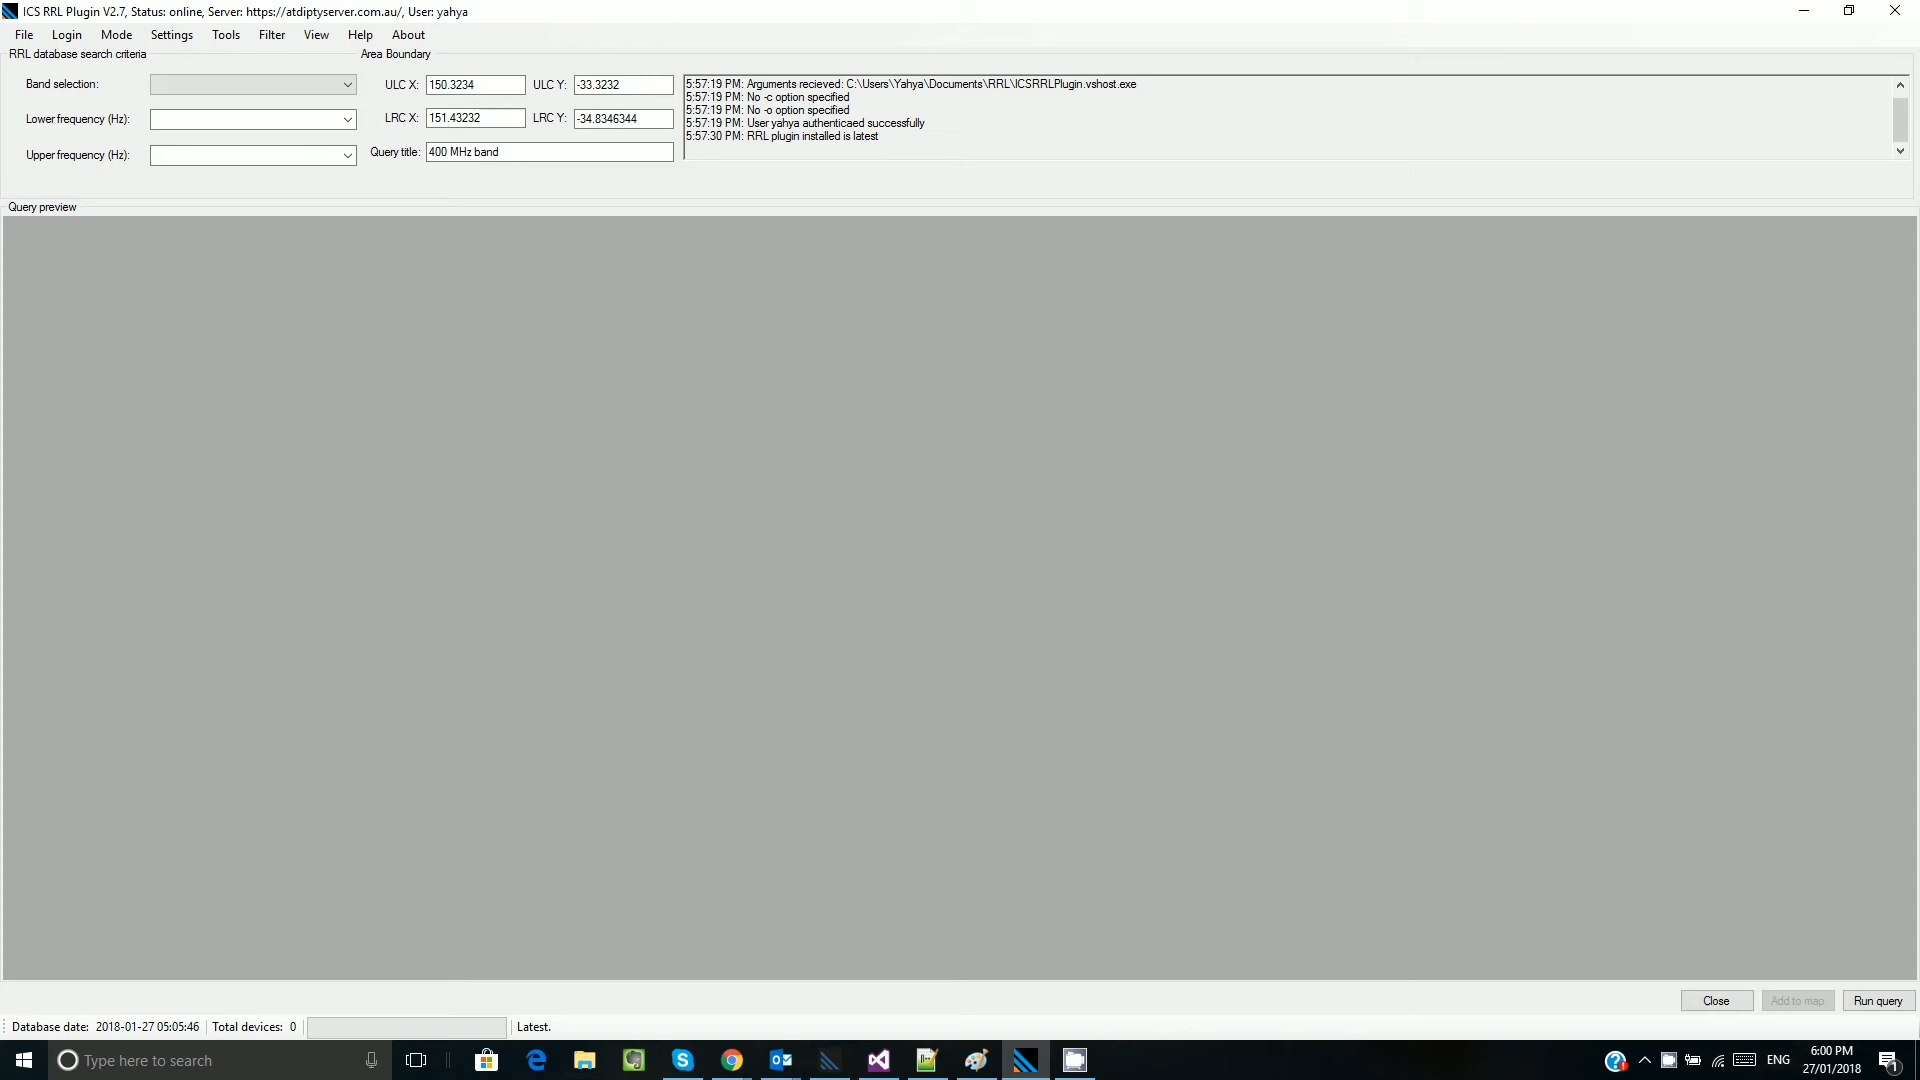 ICS RRL Plugin V2.7, Status: online, Server: https://atdiptyserver.com.au/, User: yahya
File Login Mode Settings Tools Filter View Help About
RRL database search criteria
Area Boundary
Band selection:
Lower frequency (Hz):
Upper frequency (Hz):
ULC X: 150.3234 ULC Y: -33.3232
LRC X: 151.43232 LRC Y: -34.8346344
Query title: 400 MHz band
5:57:19 PM: Arguments recieved: C:\Users\Yahya\Documents\RRL\ICSRRLPlugin.vshost.exe
5:57:19 PM: No -c option specified
5:57:19 PM: No -o option specified
5:57:19 PM: User yahya authenticaed successfully
5:57:30 PM: RRL plugin installed is latest
Query preview
Close Add to map Run query
Database date: 2018-01-27 05:05:46 Total devices: 0 Latest.
Type here to search
ENG
6:00 PM
27/01/2018
1